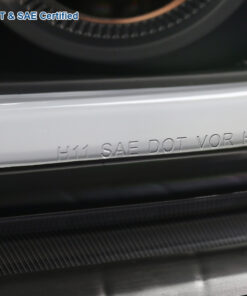 T & SAE Certified
H11 SAE DOT VOR